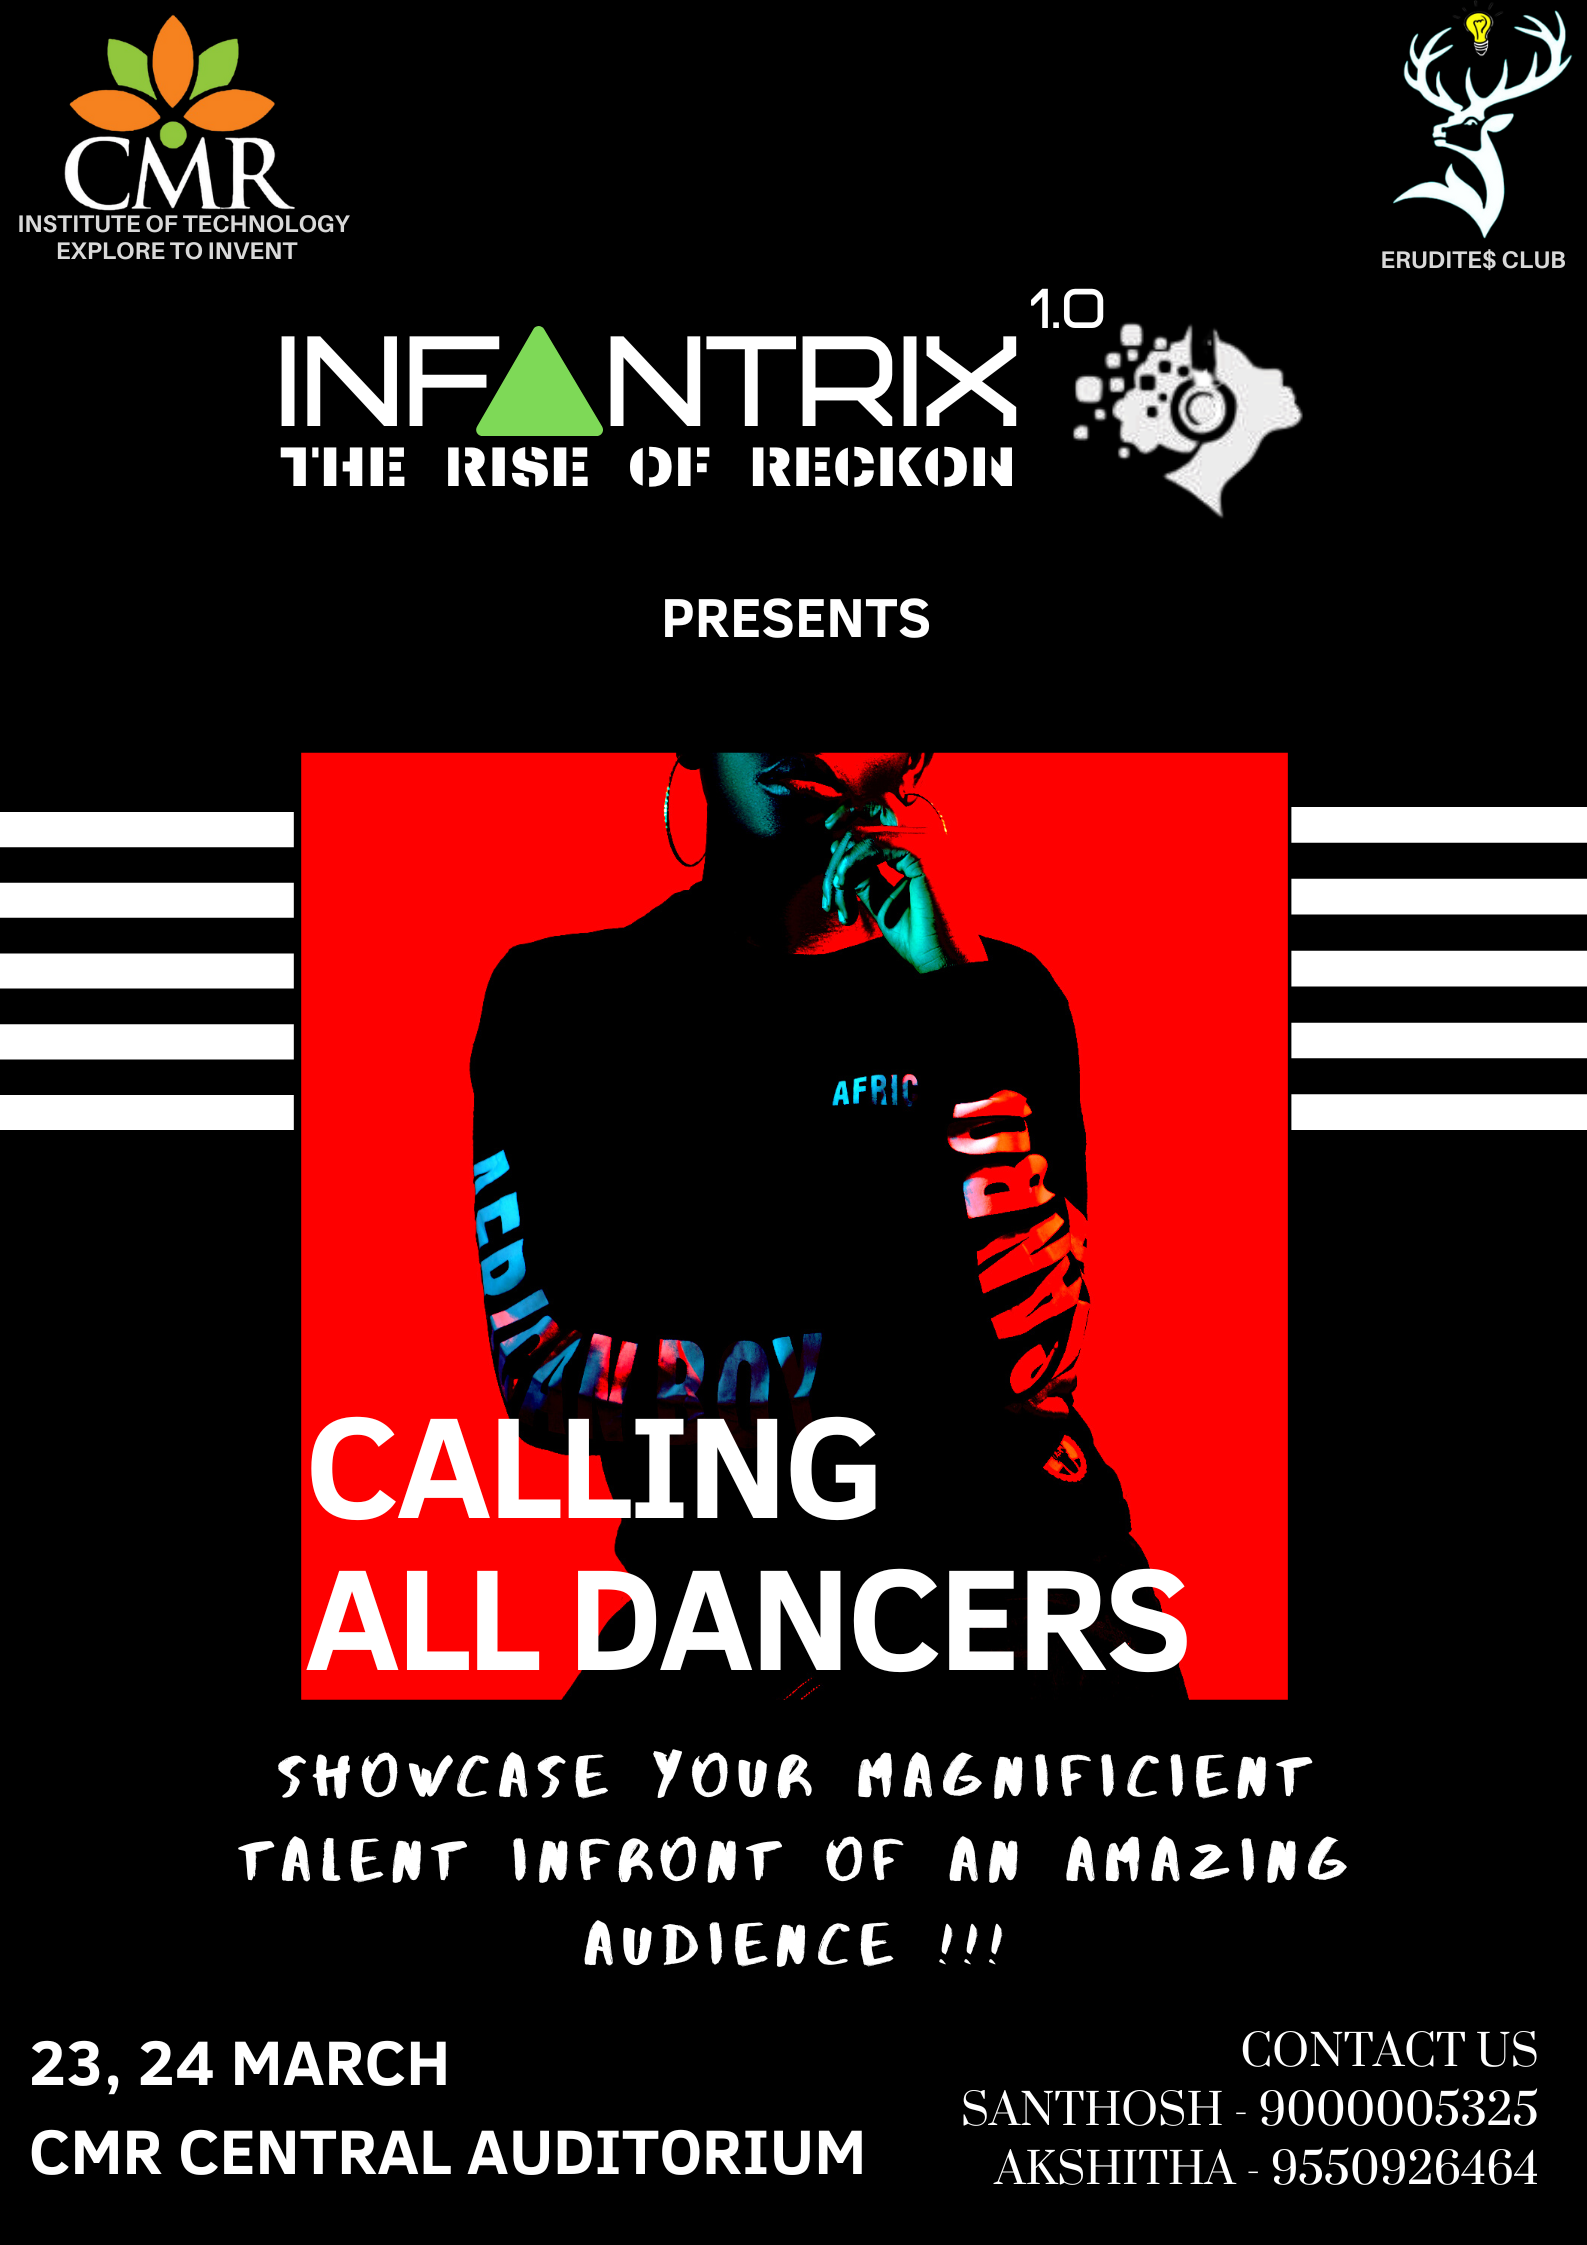 CMR
INSTITUTE OF TECHNOLOGY
EXPLORE TO INVENT
ERUDITE$ CLUB
INFANTRIX 1.0
THE RISE OF RECKON
PRESENTS
AFRIC
CALLING
ALL DANCERS
SHOWCASE YOUR MAGNIFICIENT
TALENT INFRONT OF AN AMAZING
AUDIENCE !!!
23, 24 MARCH
CMR CENTRAL AUDITORIUM
CONTACT US
SANTHOSH - 9000005325
AKSHITHA - 9550926464